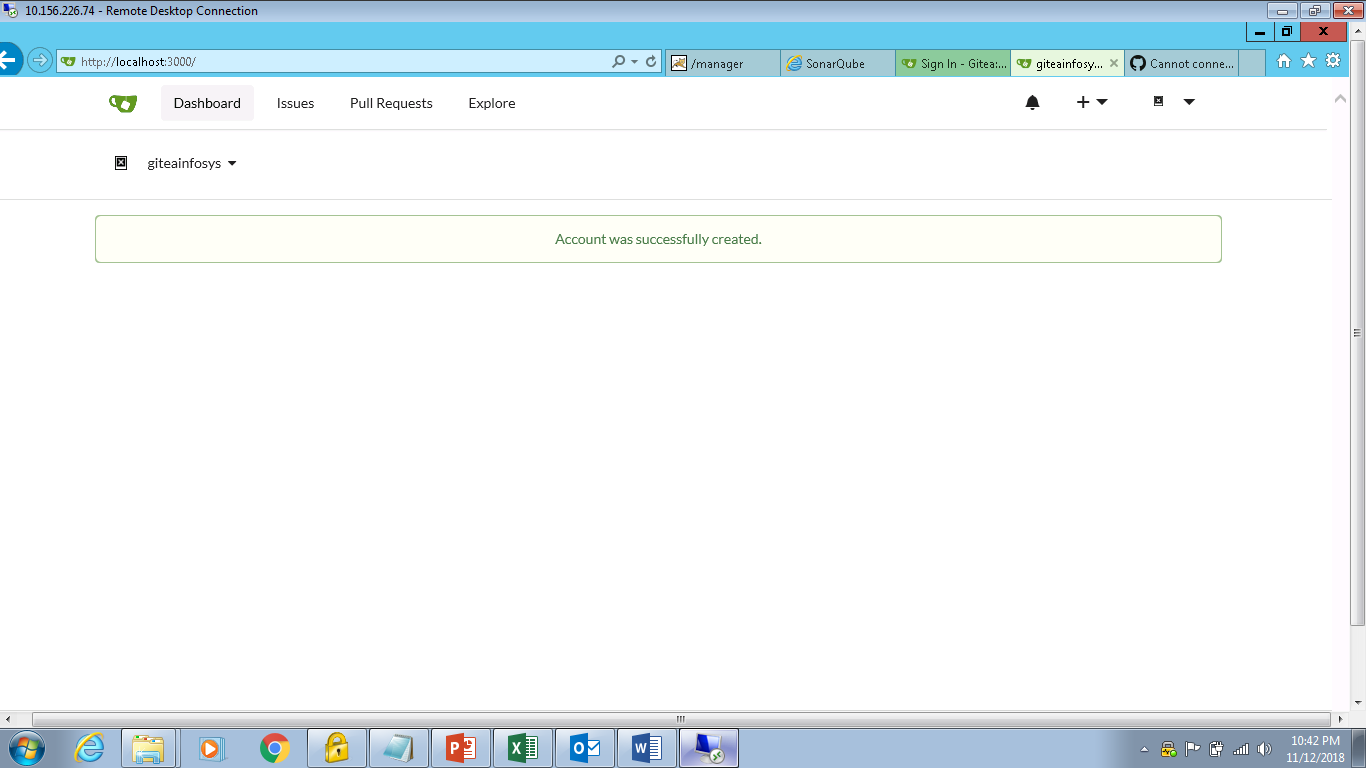 10.156.226.74 - Remote Desktop Connection
http://localhost:3000/
/manager
SonarQube
Sign In - Gitea:...
giteainfosy...
Cannot conne...
Dashboard
Issues
Pull Requests
Explore
giteainfosys
Account was successfully created.
10:42 PM
11/12/2018